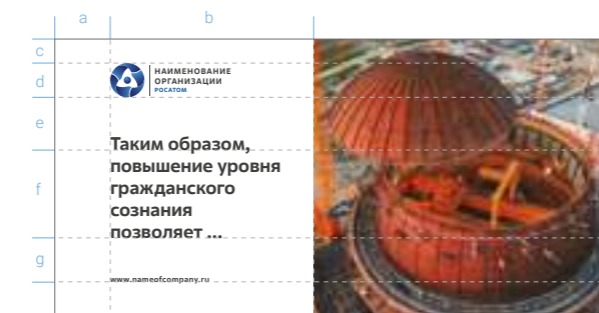 a b
c
d
НАИМЕНОВАНИЕ
ОРГАНИЗАЦИИ
РОСАТОМ
e
Таким образом,
повышение уровня
гражданского
сознания
позволяет ...
f
g
www.nameofcompany.ru